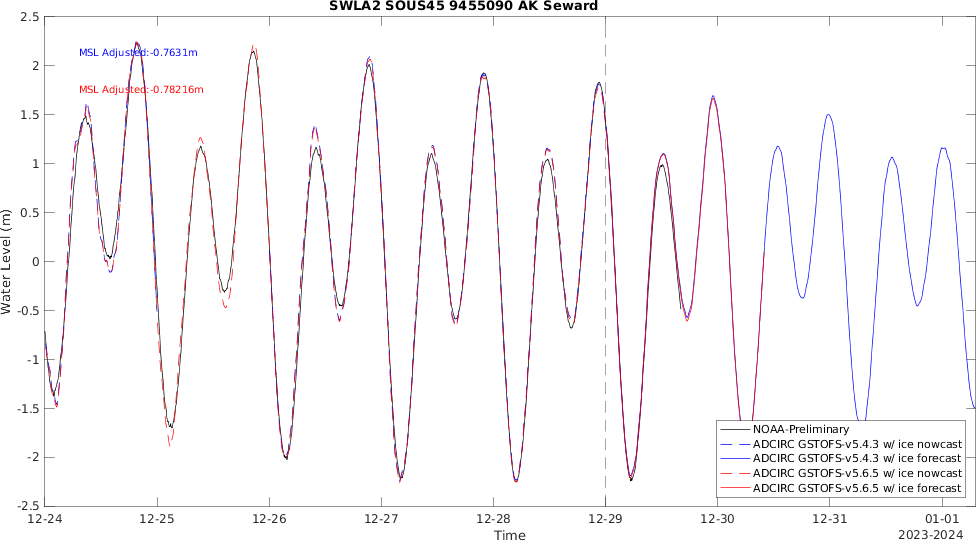 SWLA2 SOUS45 9455090 AK Seward
2.5
2
1.5
1
0.5
0
-0.5
-1
-1.5
-2
-2.5
Water Level (m)
MSL Adjusted:-0.7631m
MSL Adjusted:-0.78216m
NOAA-Preliminary
ADCIRC GSTOFS-v5.4.3 w/ ice nowcast
ADCIRC GSTOFS-v5.4.3 w/ ice forecast
ADCIRC GSTOFS-v5.6.5 w/ ice nowcast
ADCIRC GSTOFS-v5.6.5 w/ ice forecast
12-24 12-25 12-26 12-27 12-28 12-29 12-30 12-31 01-01
Time
2023-2024